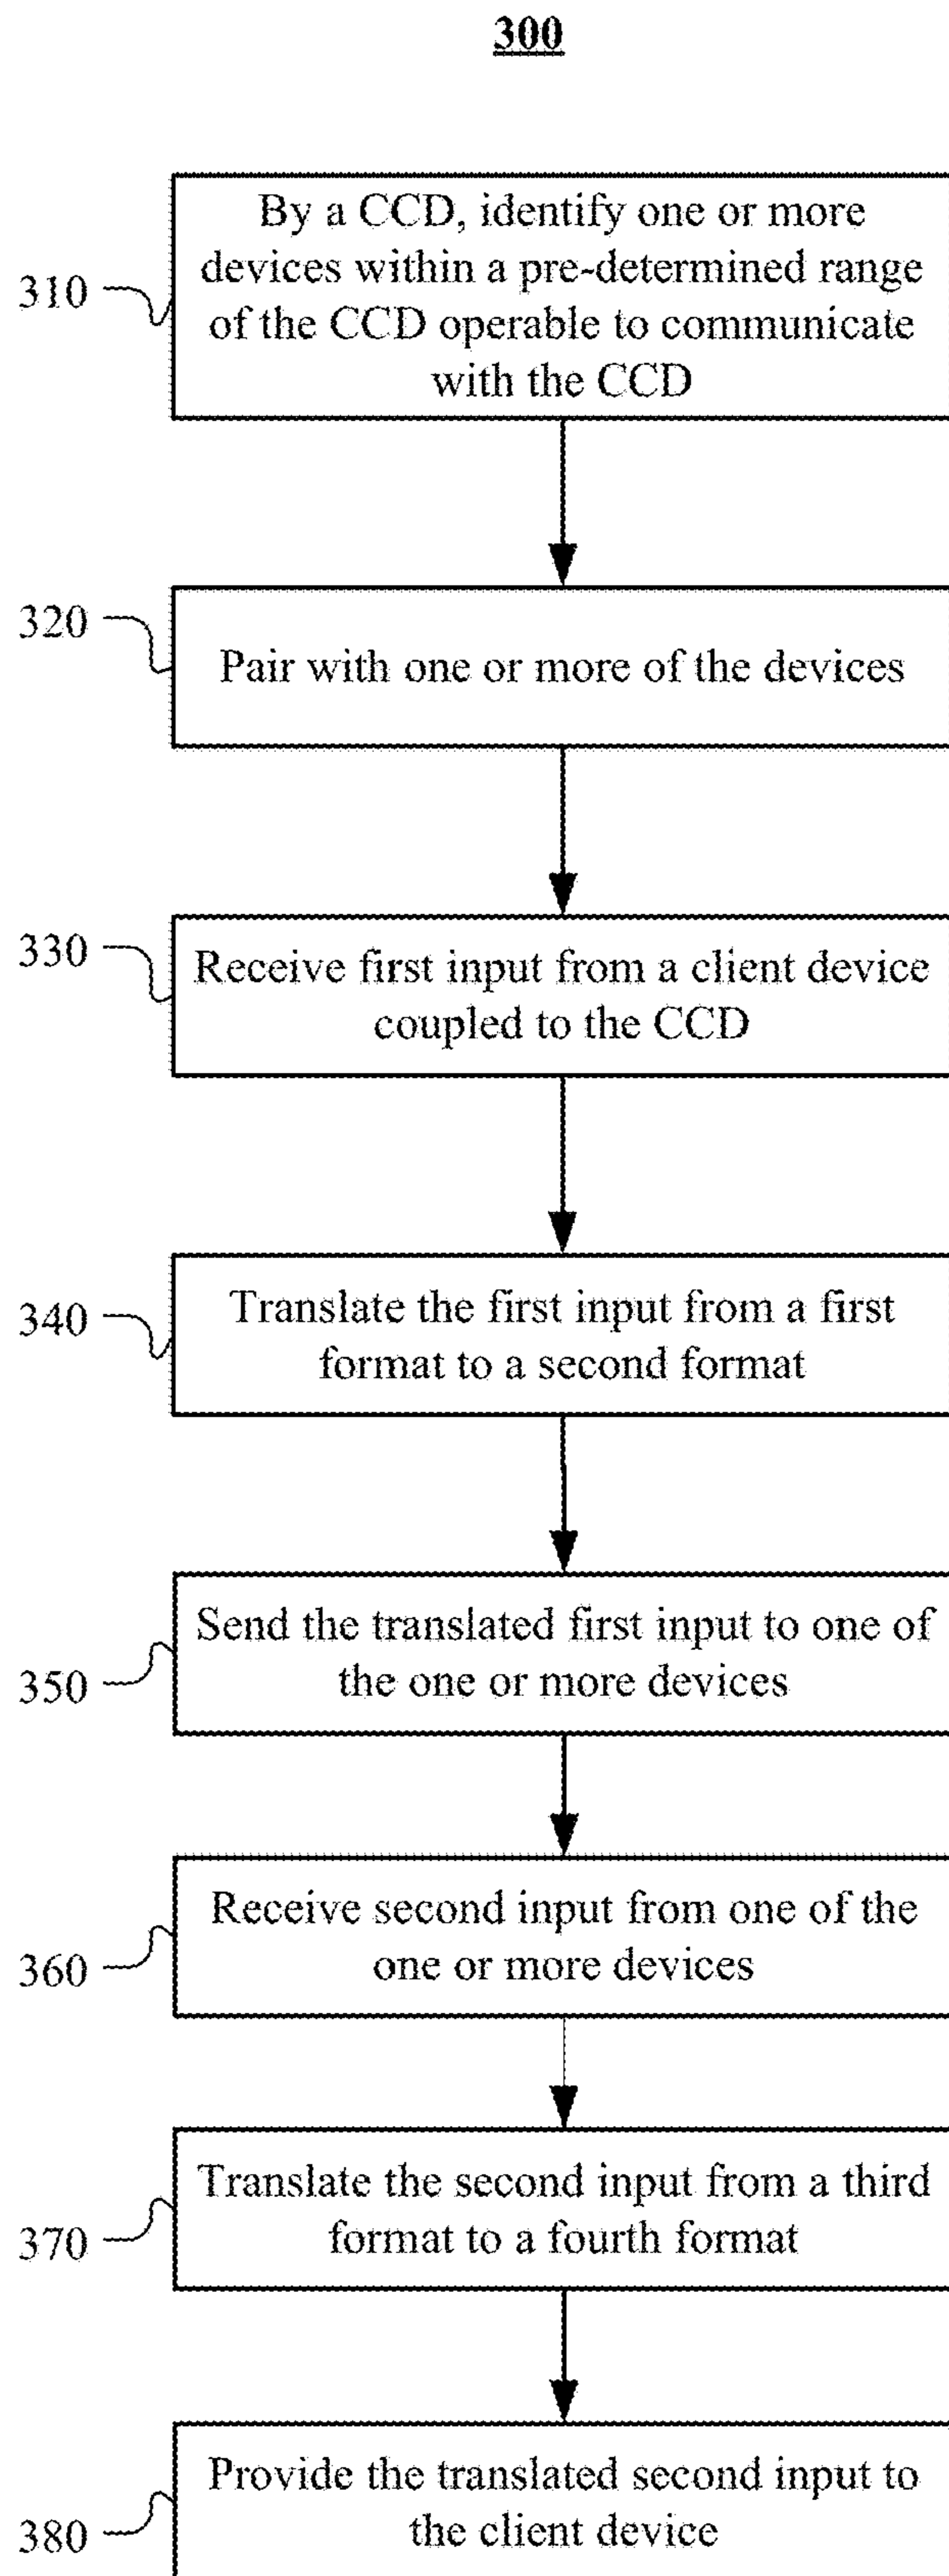 300
By a CCD, identify one or more
devices within a pre-determined range
310
of the CCD operable to communicate
with the CCD
320
Pair with one or more of the devices
330
Receive first input from a client device
coupled to the CCD
340
Translate the first input from a first
format to a second format
Send the translated first input to one of
350
the one or more devices
Receive second input from one of the
360
one or more devices
Translate the second input from a third
370
format to a fourth format
Provide the translated second input to
380
the client device